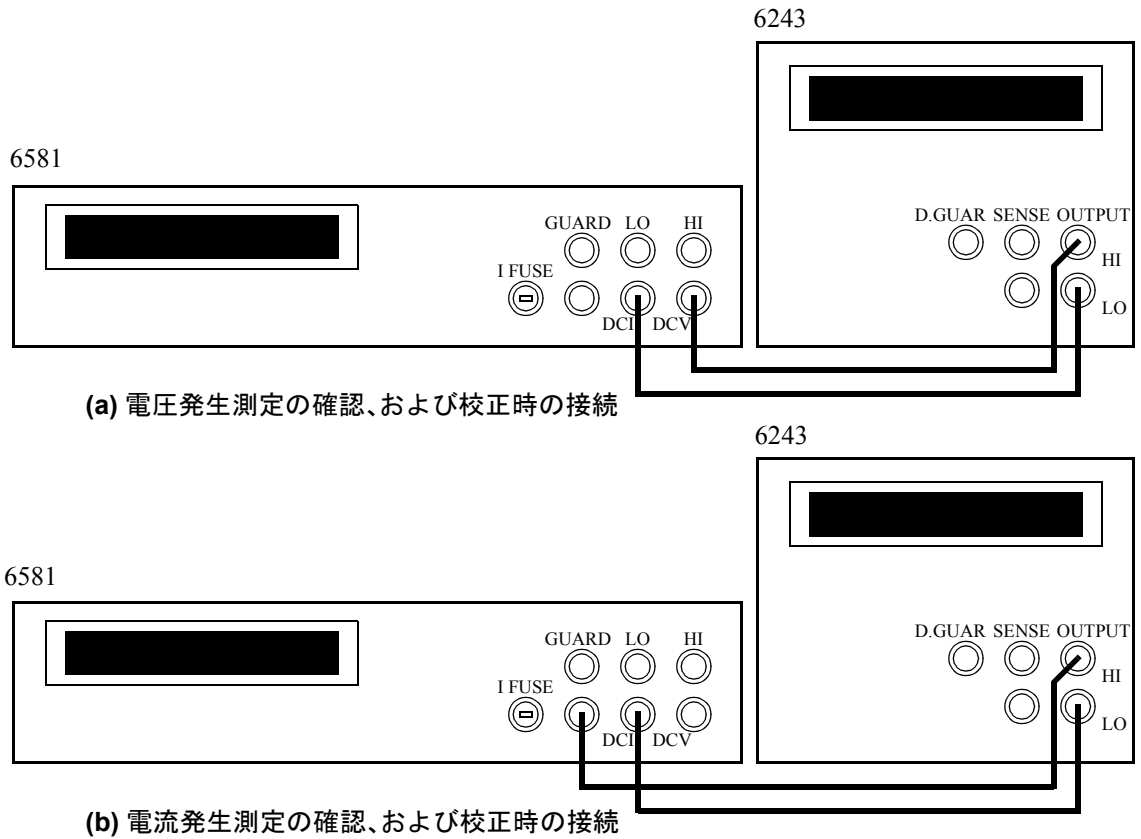 6243
6581
D.GUAR SENSE OUTPUT
GUARD LO HI
HI
I FUSE
LO
DCI DCV
(a) 電圧発生測定の確認、および校正時の接続
6243
6581
D.GUAR SENSE OUTPUT
GUARD LO HI
HI
I FUSE
LO
DCI DCV
(b) 電流発生測定の確認、および校正時の接続